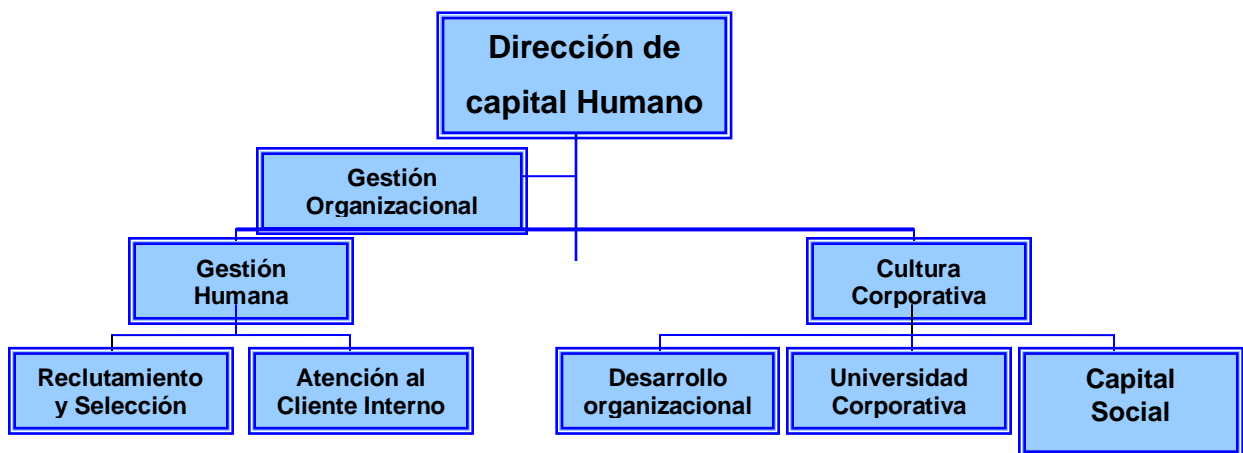 Dirección de
capital Humano
Gestión
Organizacional
Gestión
Humana
Cultura
Corporativa
Reclutamiento
y Selección
Atención al
Cliente Interno
Desarrollo
organizacional
Universidad
Corporativa
Capital
Social